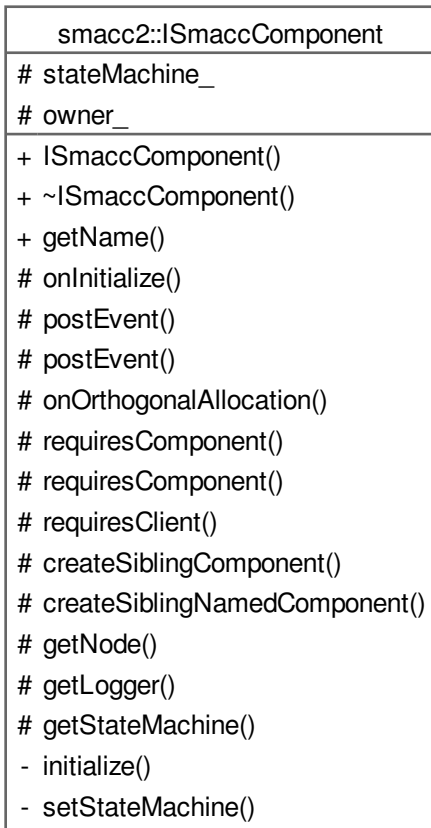 smacc2::ISmaccComponent
# stateMachine_
# owner_
+ ISmaccComponent()
+ ~ISmaccComponent()
+ getName()
# onInitialize()
# postEvent()
# postEvent()
# onOrthogonalAllocation()
# requiresComponent()
# requiresComponent()
# requiresClient()
# createSiblingComponent()
# createSiblingNamedComponent()
# getNode()
# getLogger()
# getStateMachine()
- initialize()
- setStateMachine()